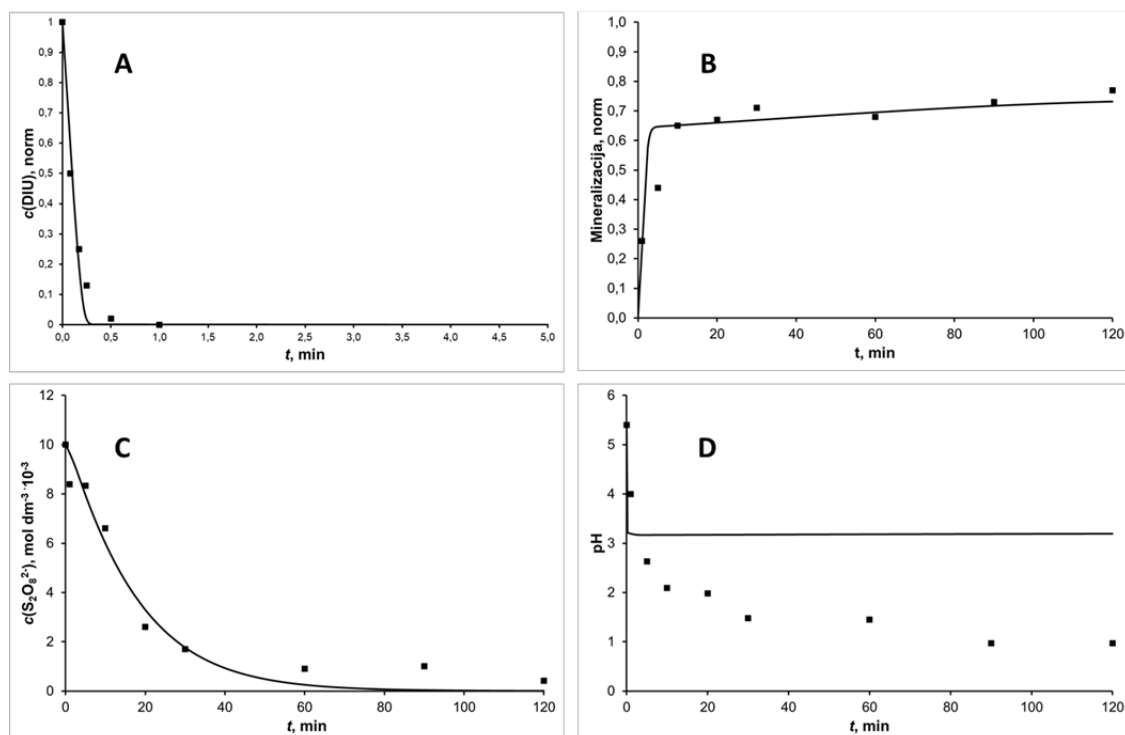 A
1
0,9
0,8
0,7
0,6
0,5
0,4
0,3
0,2
0,1
0
c(DIU), norm
0,0 0,5 1,0 1,5 2,0 2,5 3,0 3,5 4,0 4,5 5,0
t, min
B
1,0
0,9
0,8
0,7
0,6
0,5
0,4
0,3
0,2
0,1
0,0
Mineralizacija, norm
0 20 40 60 80 100 120
t, min
C
12
10
8
6
4
2
0
c(S₂O₈²⁻), mol dm⁻³·10⁻³
0 20 40 60 80 100 120
t, min
D
6
5
4
3
2
1
0
pH
0 20 40 60 80 100 120
t, min